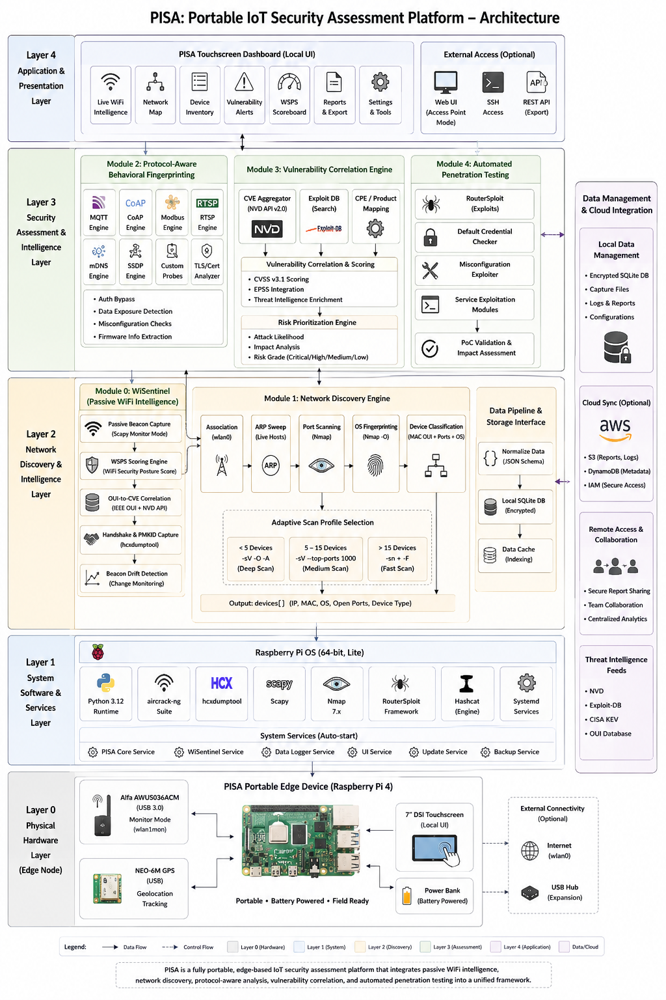 PISA: Portable IoT Security Assessment Platform – Architecture
Layer 4
Application &
Presentation
Layer
PISA Touchscreen Dashboard (Local UI)
Live WiFi
Intelligence
Network
Map
Device
Inventory
Vulnerability
Alerts
WSPS
Scoreboard
Reports
& Export
Settings
& Tools
External Access (Optional)
Web UI
(Access Point
Mode)
SSH
Access
API
REST API
(Export)
Layer 3
Security
Assessment &
Intelligence
Layer
Module 2: Protocol-Aware
Behavioral Fingerprinting
MQTT
Engine
CoAP
CoAP
Engine
Modbus
Engine
RTSP
RTSP
Engine
mDNS
Engine
SSDP
Engine
Custom
Probes
TLS/Cert
Analyzer
• Auth Bypass
• Data Exposure Detection
• Misconfiguration Checks
• Firmware Info Extraction
Module 3: Vulnerability Correlation Engine
CVE Aggregator
(NVD API v2.0)
NVD
Exploit DB
(Search)
Exploit-DB
CPE / Product
Mapping
Vulnerability Correlation & Scoring
• CVSS v3.1 Scoring
• EPSS Integration
• Threat Intelligence Enrichment
Risk Prioritization Engine
• Attack Likelihood
• Impact Analysis
• Risk Grade (Critical/High/Medium/Low)
Module 4: Automated
Penetration Testing
RouterSploit
(Exploits)
Default Credential
Checker
Misconfiguration
Exploiter
Service Exploitation
Modules
PoC Validation &
Impact Assessment
Layer 2
Network
Discovery &
Intelligence
Layer
Module 0: WiSentinel
(Passive WiFi Intelligence)
Passive Beacon Capture
(Scapy Monitor Mode)
WSPS Scoring Engine
(WiFi Security Posture Score)
OUI-to-CVE Correlation
(IEEE OUI + NVD API)
Handshake & PMKID Capture
(hcxdumptool)
Beacon Drift Detection
(Change Monitoring)
Module 1: Network Discovery Engine
Association
(wlan0)
ARP Sweep
(Live Hosts)
ARP
Port Scanning
(Nmap)
OS Fingerprinting
(Nmap -O)
Device Classification
(MAC OUI + Ports + OS)
Adaptive Scan Profile Selection
< 5 Devices
-sV -O -A
(Deep Scan)
5 – 15 Devices
-sV --top-ports 1000
(Medium Scan)
> 15 Devices
-sn + -F
(Fast Scan)
Output: devices[] (IP, MAC, OS, Open Ports, Device Type)
Data Pipeline &
Storage Interface
Normalize Data
(JSON Schema)
Local SQLite DB
(Encrypted)
Data Cache
(Indexing)
Data Management
& Cloud Integration
Local Data
Management
• Encrypted SQLite DB
• Capture Files
• Logs & Reports
• Configurations
Cloud Sync (Optional)
aws
• S3 (Reports, Logs)
• DynamoDB (Metadata)
• IAM (Secure Access)
Remote Access &
Collaboration
• Secure Report Sharing
• Team Collaboration
• Centralized Analytics
Threat Intelligence
Feeds
• NVD
• Exploit-DB
• CISA KEV
• OUI Database
Layer 1
System
Software &
Services
Layer
Raspberry Pi OS (64-bit, Lite)
Python 3.12
Runtime
aircrack-ng
Suite
HCX
hcxdumptool
scapy
Scapy
Nmap
7.x
RouterSploit
Framework
Hashcat
(Engine)
Systemd
Services
System Services (Auto-start)
PISA Core Service
WiSentinel Service
Data Logger Service
UI Service
Update Service
Backup Service
Layer 0
Physical
Hardware
Layer
(Edge Node)
PISA Portable Edge Device (Raspberry Pi 4)
Alfa AWUS036ACM
(USB 3.0)
Monitor Mode
(wlan1mon)
NEO-6M GPS
(USB)
Geolocation
Tracking
Portable • Battery Powered • Field Ready
7" DSI Touchscreen
(Local UI)
Power Bank
(Battery Powered)
External Connectivity
(Optional)
Internet
(wlan0)
USB Hub
(Expansion)
Legend:
Data Flow
Control Flow
Layer 0 (Hardware)
Layer 1 (System)
Layer 2 (Discovery)
Layer 3 (Assessment)
Layer 4 (Application)
Data/Cloud
PISA is a fully portable, edge-based IoT security assessment platform that integrates passive WiFi intelligence,
network discovery, protocol-aware analysis, vulnerability correlation, and automated penetration testing into a unified framework.